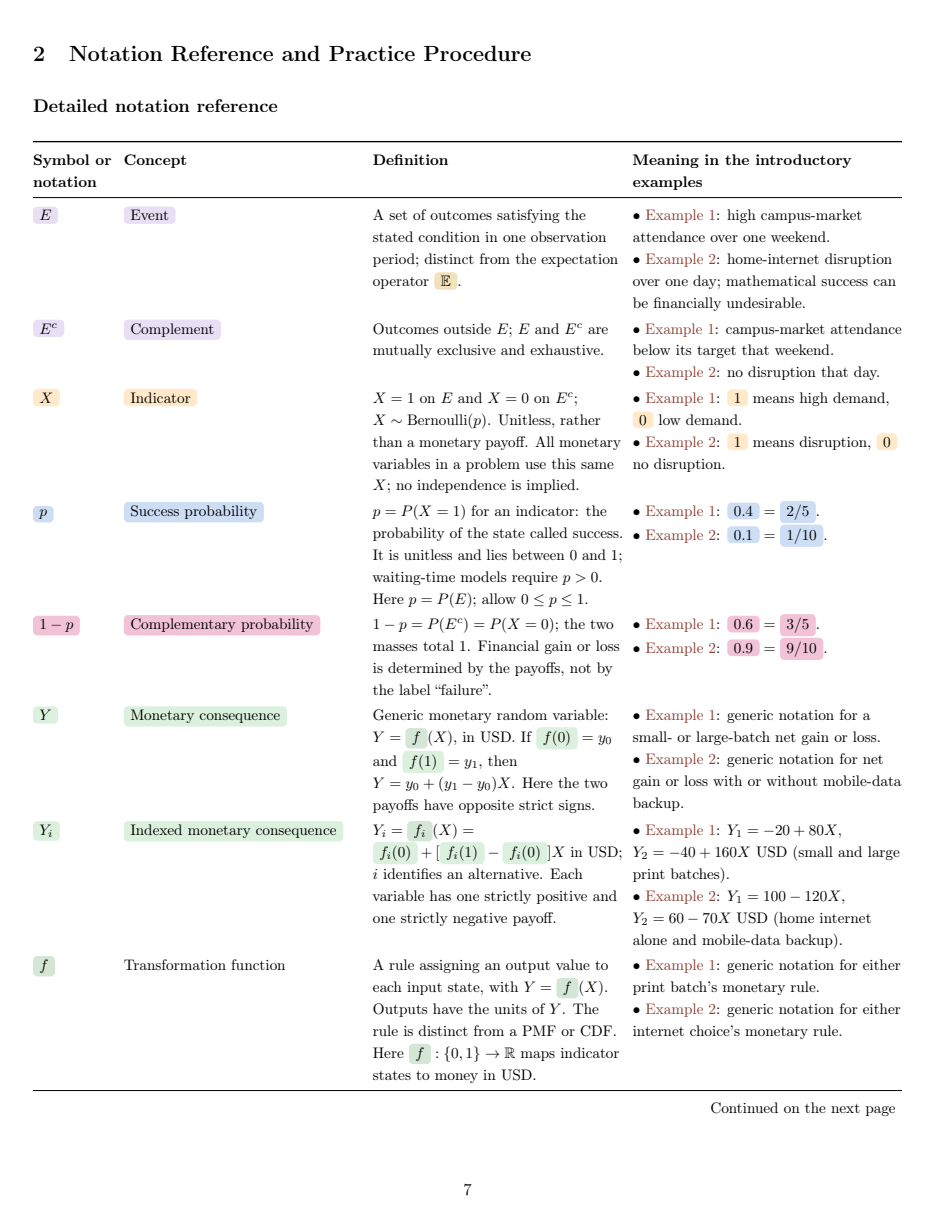 2 Notation Reference and Practice Procedure
Detailed notation reference
Symbol or notation Concept Definition Meaning in the introductory examples
E Event A set of outcomes satisfying the
stated condition in one observation
period; distinct from the expectation
operator 𝔼.
• Example 1: high campus-market
attendance over one weekend.
• Example 2: home-internet disruption
over one day; mathematical success can
be financially undesirable.
Eᶜ Complement Outcomes outside E; E and Eᶜ are
mutually exclusive and exhaustive.
• Example 1: campus-market attendance
below its target that weekend.
• Example 2: no disruption that day.
X Indicator X = 1 on E and X = 0 on Eᶜ;
X ∼ Bernoulli(p). Unitless, rather
than a monetary payoff. All monetary
variables in a problem use this same
X; no independence is implied.
• Example 1: 1 means high demand,
0 low demand.
• Example 2: 1 means disruption, 0
no disruption.
p Success probability p = P(X = 1) for an indicator: the
probability of the state called success.
It is unitless and lies between 0 and 1;
waiting-time models require p > 0.
Here p = P(E); allow 0 ≤ p ≤ 1.
• Example 1: 0.4 = 2/5.
• Example 2: 0.1 = 1/10.
1 − p Complementary probability 1 − p = P(Eᶜ) = P(X = 0); the two
masses total 1. Financial gain or loss
is determined by the payoffs, not by
the label “failure”.
• Example 1: 0.6 = 3/5.
• Example 2: 0.9 = 9/10.
Y Monetary consequence Generic monetary random variable:
Y = f(X), in USD. If f(0) = y₀
and f(1) = y₁, then
Y = y₀ + (y₁ − y₀)X. Here the two
payoffs have opposite strict signs.
• Example 1: generic notation for a
small- or large-batch net gain or loss.
• Example 2: generic notation for net
gain or loss with or without mobile-data
backup.
Yᵢ Indexed monetary consequence Yᵢ = fᵢ(X) =
fᵢ(0) + [fᵢ(1) − fᵢ(0)]X in USD;
i identifies an alternative. Each
variable has one strictly positive and
one strictly negative payoff.
• Example 1: Y₁ = −20 + 80X,
Y₂ = −40 + 160X USD (small and large
print batches).
• Example 2: Y₁ = 100 − 120X,
Y₂ = 60 − 70X USD (home internet
alone and mobile-data backup).
f Transformation function A rule assigning an output value to
each input state, with Y = f(X).
Outputs have the units of Y. The
rule is distinct from a PMF or CDF.
Here f : {0, 1} → ℝ maps indicator
states to money in USD.
• Example 1: generic notation for either
print batch’s monetary rule.
• Example 2: generic notation for either
internet choice’s monetary rule.
Continued on the next page
7